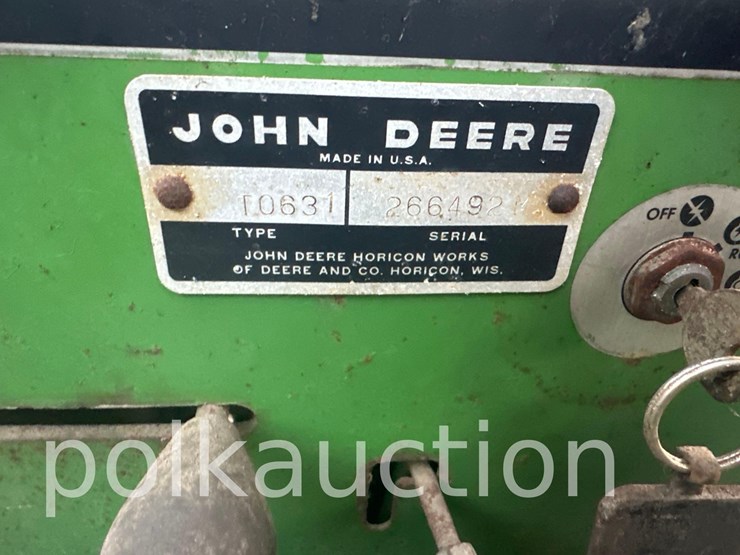 JOHN DEERE
MADE IN U.S.A.
T0631
TYPE SERIAL
JOHN DEERE HORICON WORKS
OF DEERE AND CO. HORICON, WIS.
OFF
polkauction